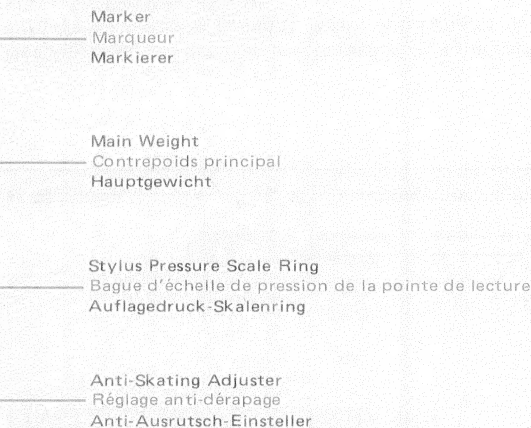 Marker
Marqueur
Markierer
Main Weight
Contrepoids principal
Hauptgewicht
Stylus Pressure Scale Ring
Bague d'échelle de pression de la pointe de lecture
Auflagedruck-Skalenring
Anti-Skating Adjuster
Réglage anti-dérapage
Anti-Ausrutsch-Einsteller